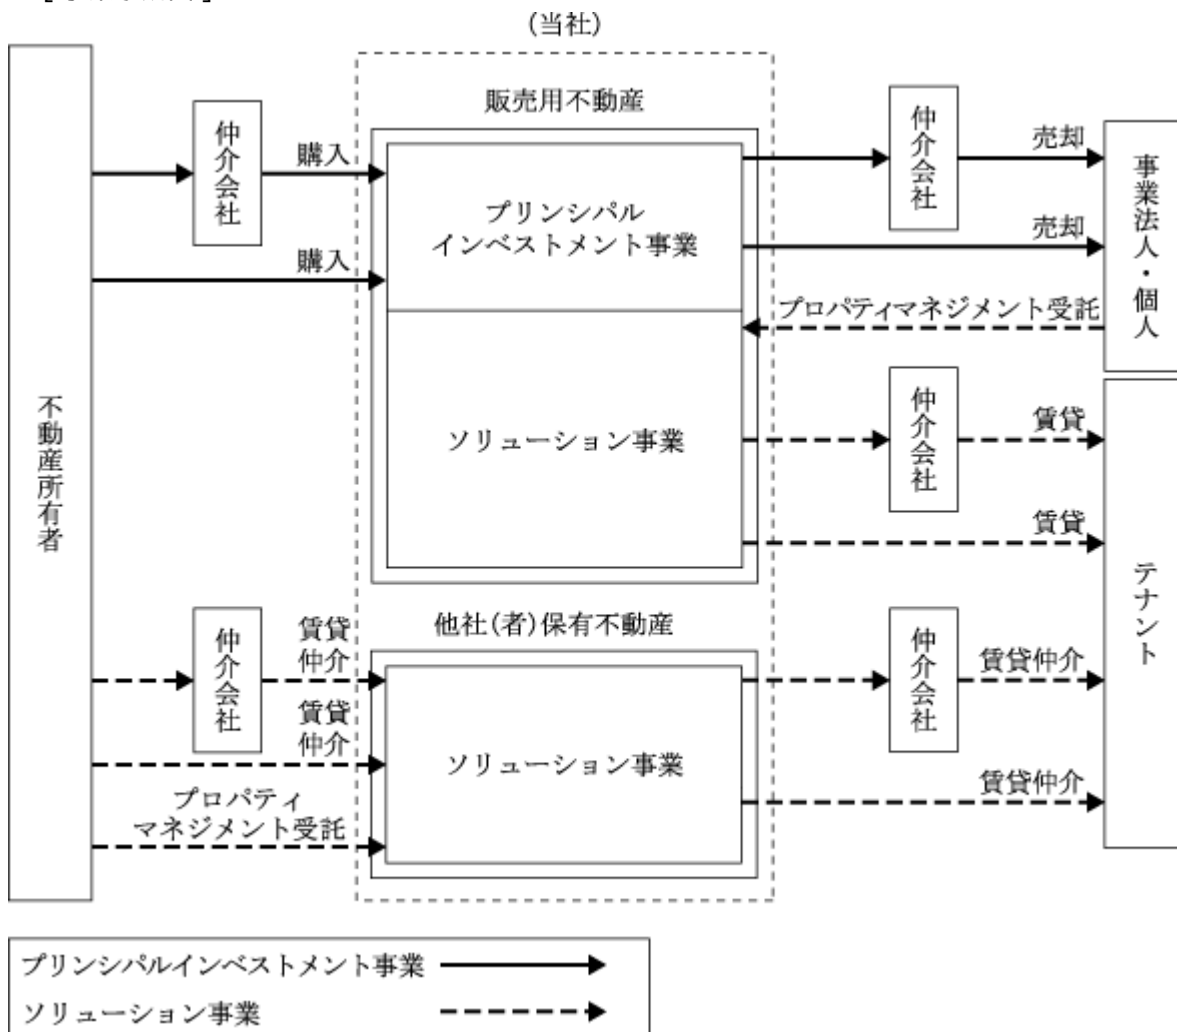 (当社)
販売用不動産
仲介会社
購入
購入
プリンシパル
インベストメント事業
仲介会社
売却
売却
プロパティマネジメント受託
事業法人・個人
不動産所有者
ソリューション事業
仲介会社
賃貸
賃貸
テナント
他社(者)保有不動産
仲介会社
賃貸
仲介
賃貸
仲介
プロパティ
マネジメント受託
ソリューション事業
仲介会社
賃貸仲介
賃貸仲介
プリンシパルインベストメント事業
ソリューション事業